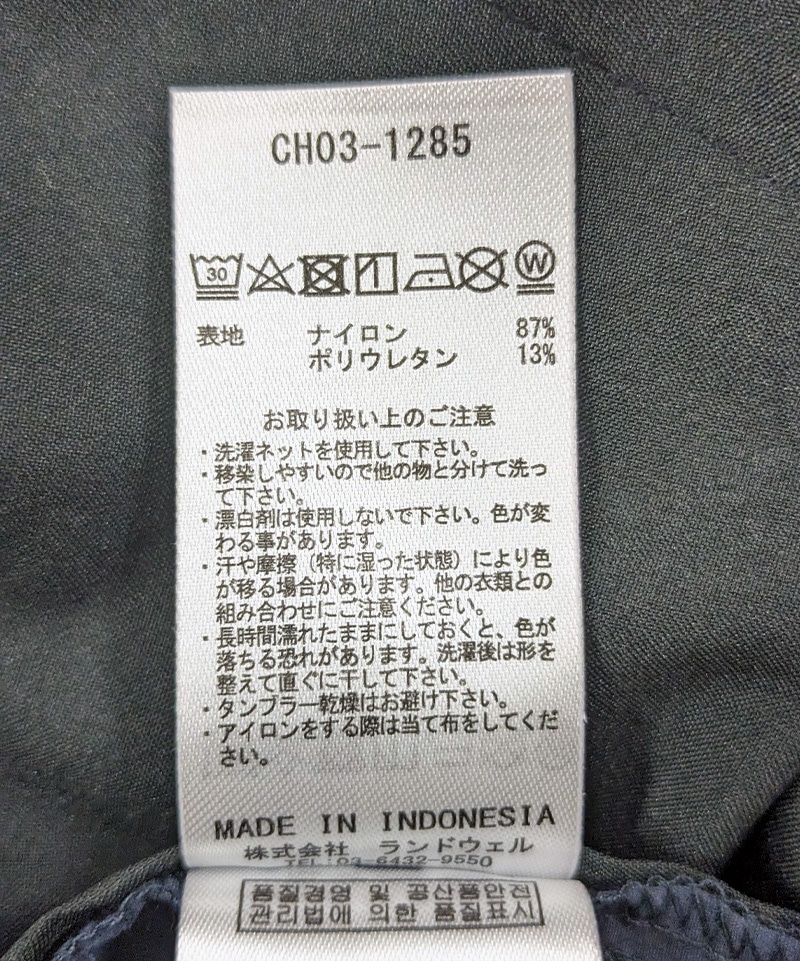 CH03-1285
30 W
表地 ナイロン 87%
ポリウレタン 13%
お取り扱い上のご注意
・洗濯ネットを使用して下さい。
・移染しやすいので他の物と分けて洗っ
て下さい。
・漂白剤は使用しないで下さい。色が変
わる事があります。
・汗や摩擦（特に湿った状態）により色
が移る場合があります。他の衣類との
組み合わせにご注意ください。
・長時間濡れたままにしておくと、色が
落ちる恐れがあります。洗濯後は形を
整えて直ぐに干して下さい。
・タンブラー乾燥はお避け下さい。
・アイロンをする際は当て布をしてくだ
さい。
MADE IN INDONESIA
株式会社 ランドウェル
TEL:03-6432-9550
품질경영 및 공산품안전
관리법에 의한 품질표시